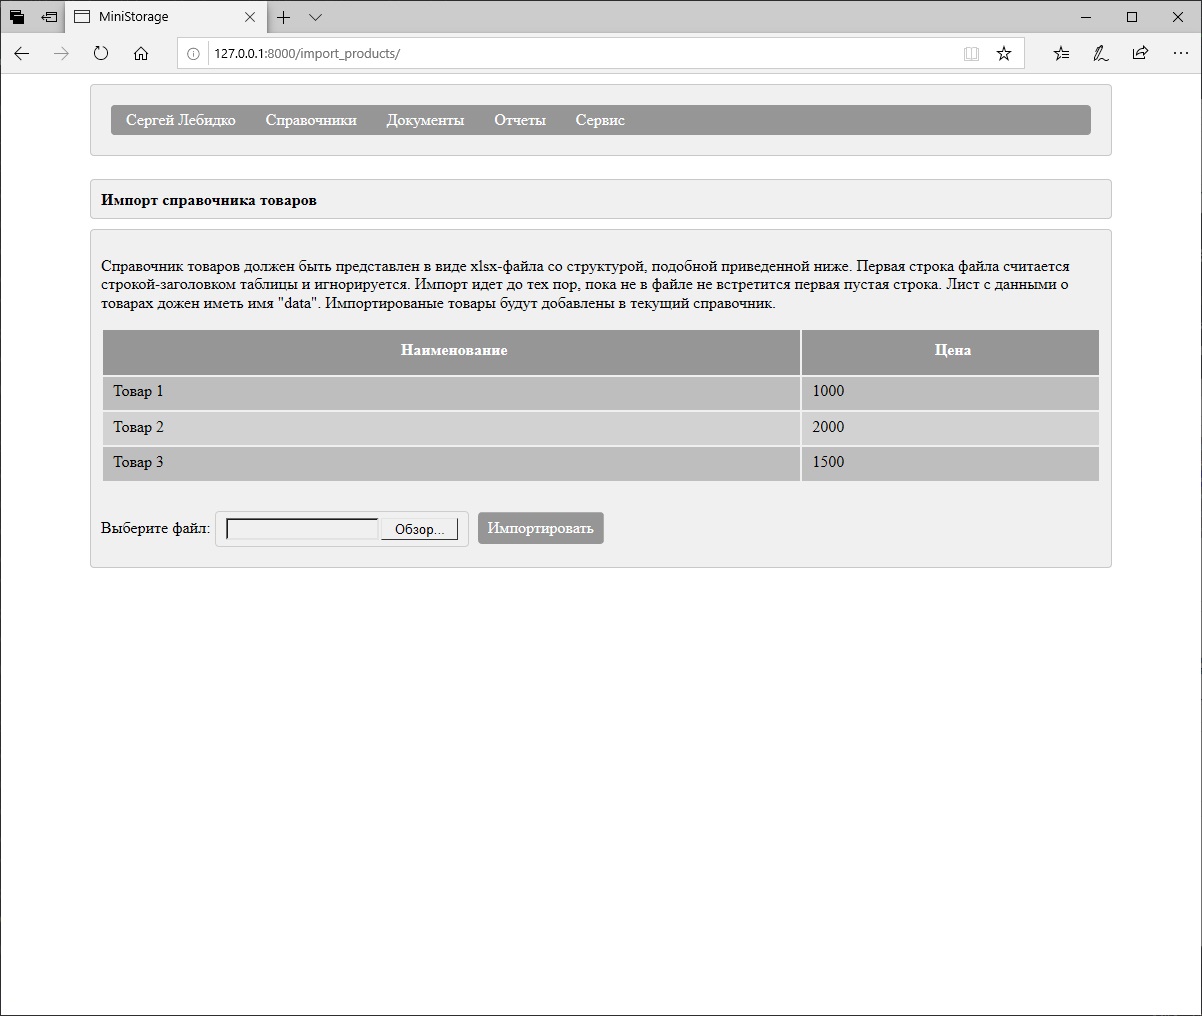 MiniStorage
127.0.0.1:8000/import_products/
Сергей Лебидко Справочники Документы Отчеты Сервис
Импорт справочника товаров
Справочник товаров должен быть представлен в виде xlsx-файла со структурой, подобной приведенной ниже. Первая строка файла считается
строкой-заголовком таблицы и игнорируется. Импорт идет до тех пор, пока не в файле не встретится первая пустая строка. Лист с данными о
товарах дожен иметь имя "data". Импортированые товары будут добавлены в текущий справочник.
Наименование Цена
Товар 1 1000
Товар 2 2000
Товар 3 1500
Выберите файл: Обзор... Импортировать